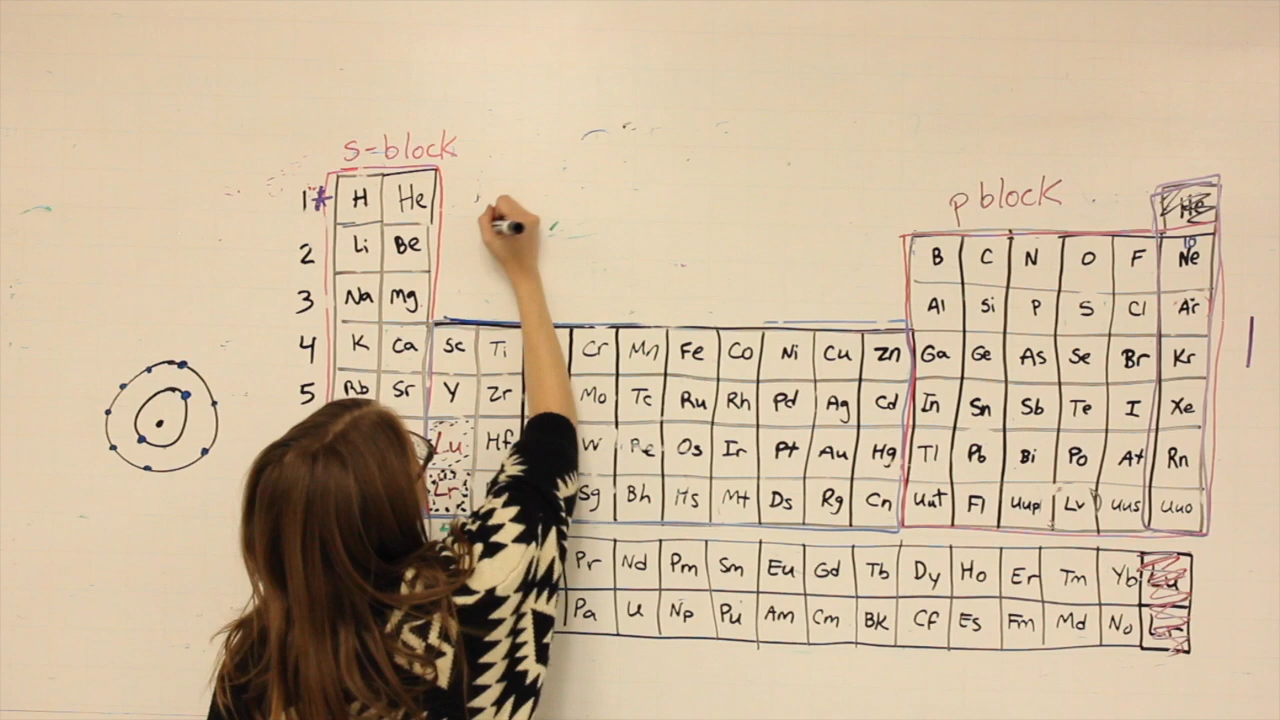 s-block
p block
1* H He He
2 Li Be B C N O F Ne 10
3 Na Mg Al Si P S Cl Ar
4 K Ca Sc Ti Cr Mn Fe Co Ni Cu Zn Ga Ge As Se Br Kr
5 Rb Sr Y Zr Mo Tc Ru Rh Pd Ag Cd In Sn Sb Te I Xe
Lu Hf W Re Os Ir Pt Au Hg Tl Pb Bi Po At Rn
Lr Sg Bh Hs Mt Ds Rg Cn Uut Fl Uup Lv Uus Uuo
Pr Nd Pm Sm Eu Gd Tb Dy Ho Er Tm Yb Lu
Pa U Np Pu Am Cm BK Cf Es Fm Md No